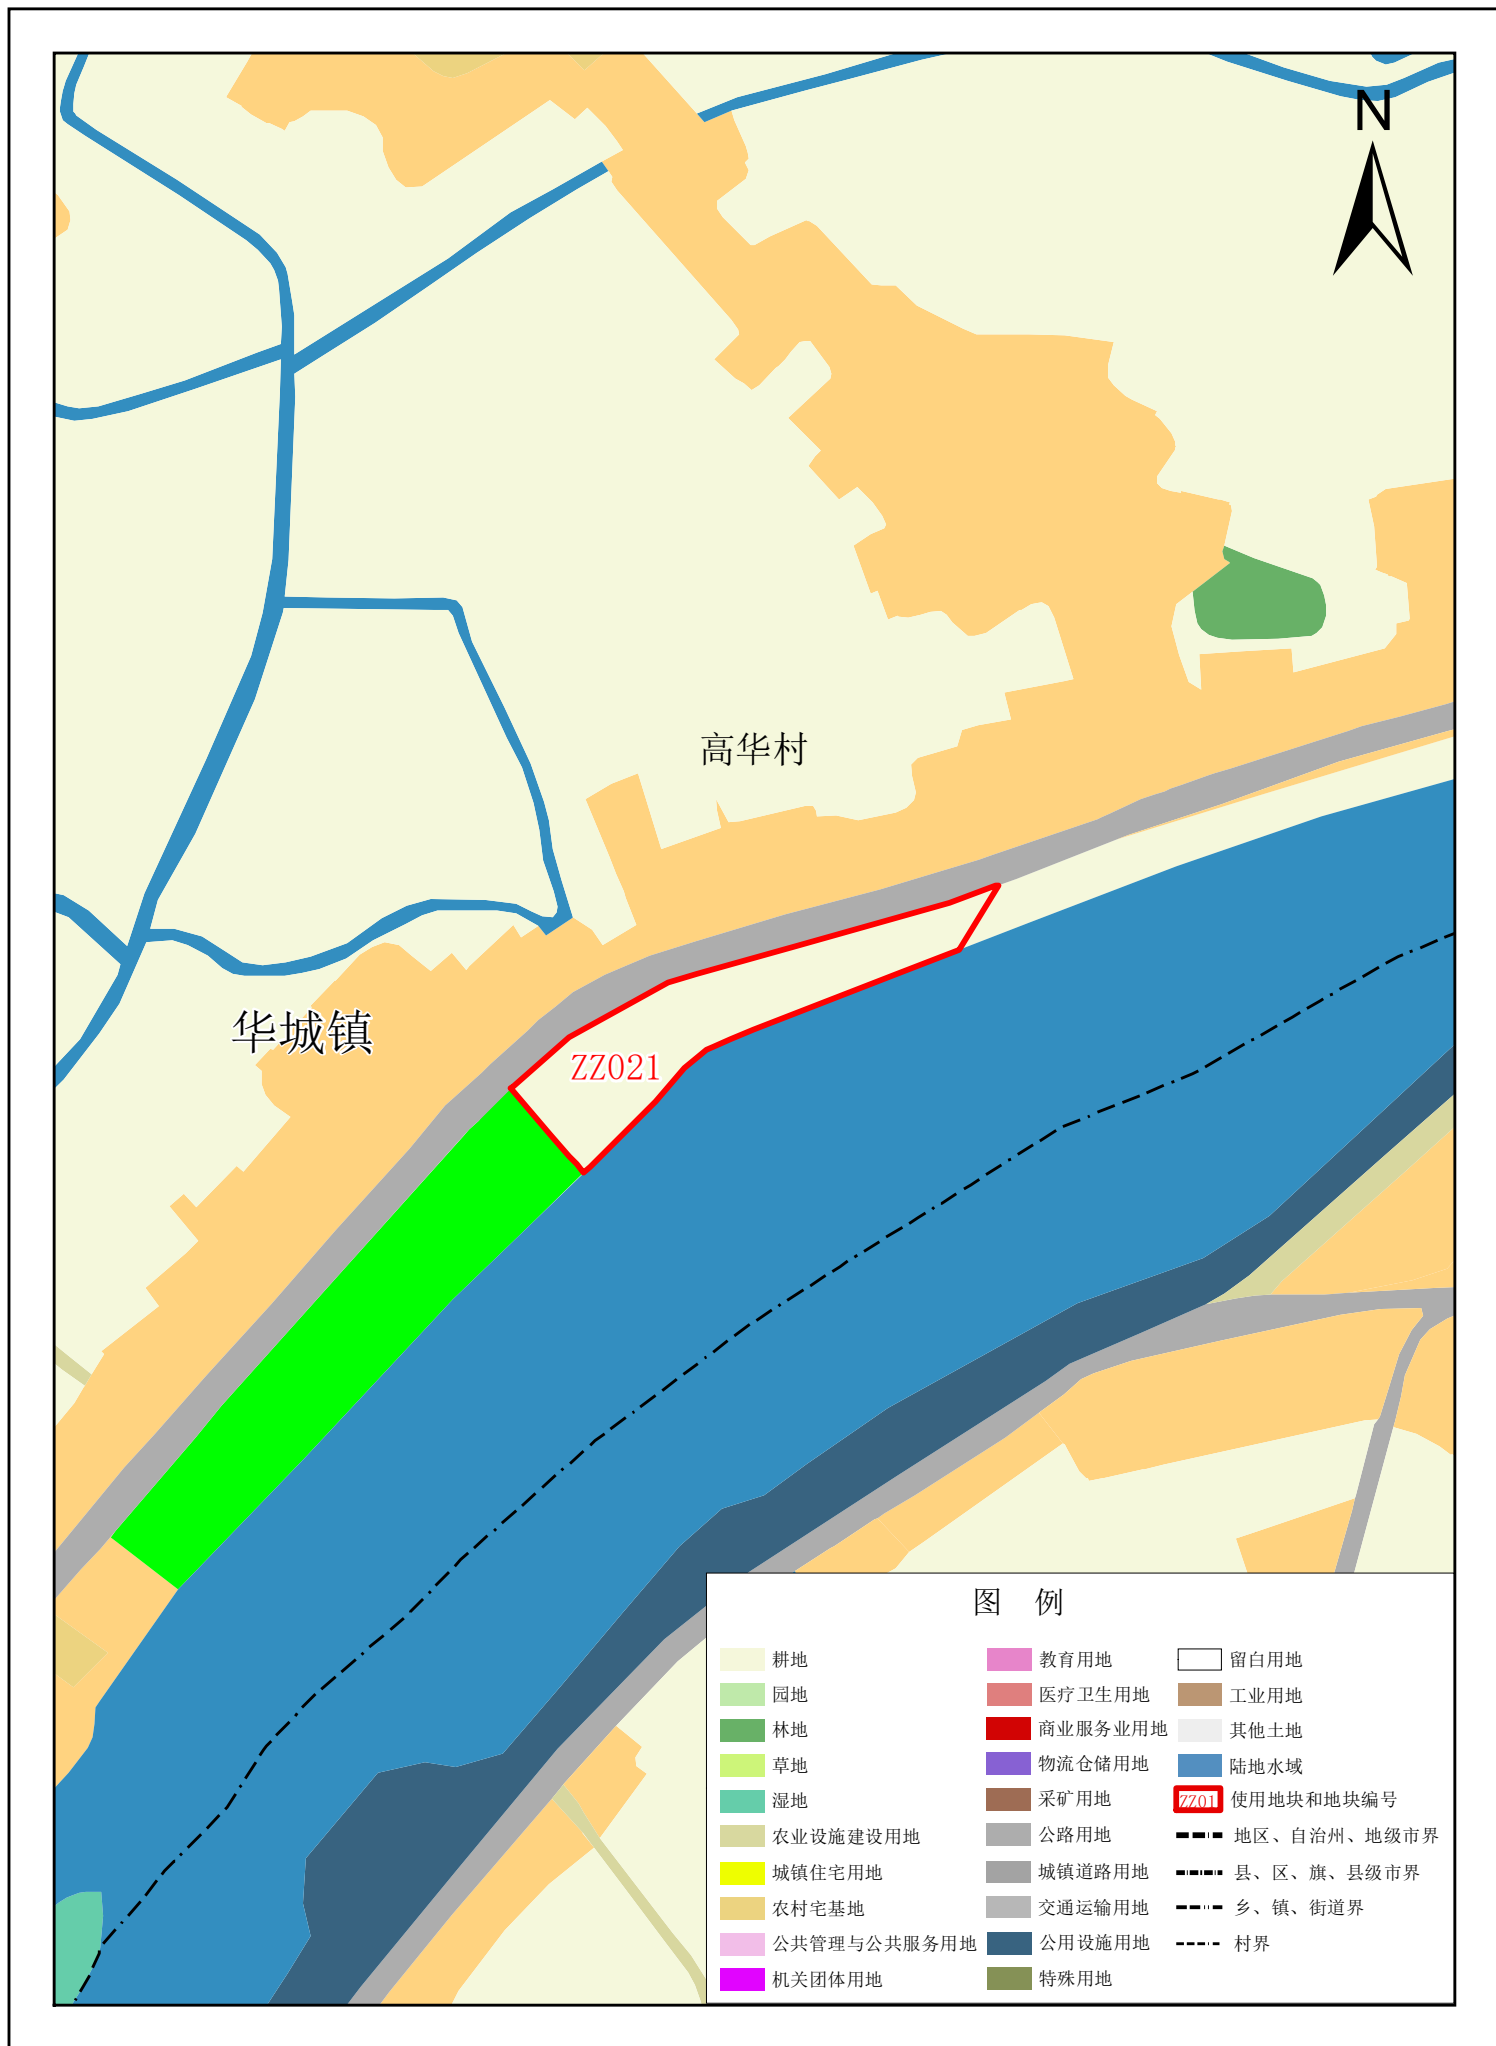 N
高华村
华城镇
ZZ021
图 例
耕地
园地
林地
草地
湿地
农业设施建设用地
城镇住宅用地
农村宅基地
公共管理与公共服务用地
机关团体用地
教育用地
医疗卫生用地
商业服务业用地
物流仓储用地
采矿用地
公路用地
城镇道路用地
交通运输用地
公用设施用地
特殊用地
留白用地
工业用地
其他土地
陆地水域
ZZ01 使用地块和地块编号
地区、自治州、地级市界
县、区、旗、县级市界
乡、镇、街道界
村界